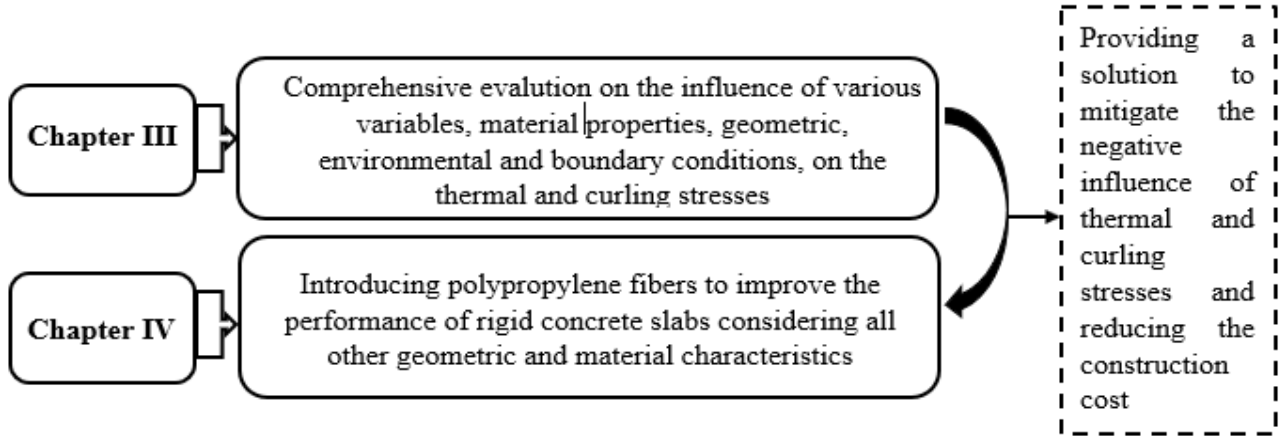 Chapter III
Comprehensive evalution on the influence of various
variables, material properties, geometric,
environmental and boundary conditions, on the
thermal and curling stresses
Chapter IV
Introducing polypropylene fibers to improve the
performance of rigid concrete slabs considering all
other geometric and material characteristics
Providing a
solution to
mitigate the
negative
influence of
thermal and
curling
stresses and
reducing the
construction
cost